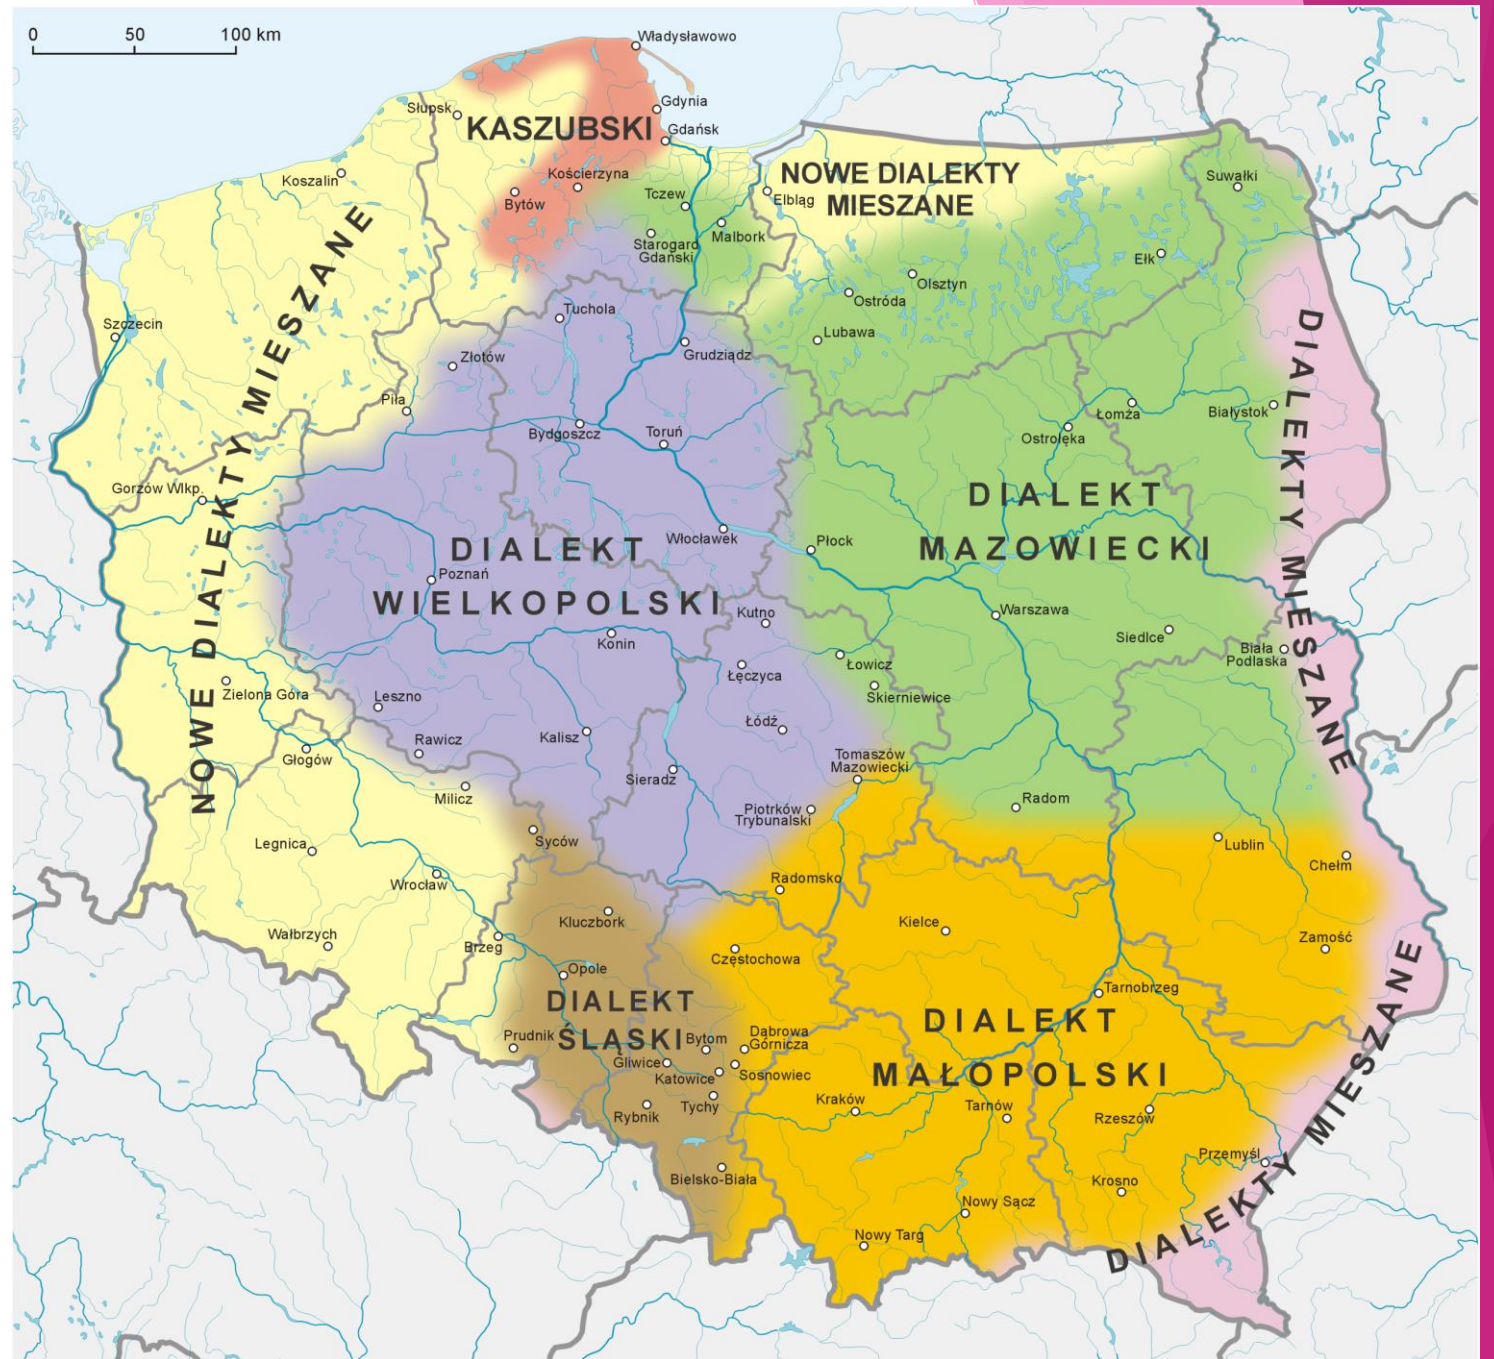 0 50 100 km
Władysławowo
Gdynia
Słupsk
KASZUBSKI
Gdańsk
Koszalin
Kościerzyna
Bytów
Tczew
Elbląg
NOWE DIALEKTY
MIESZANE
Suwałki
Malbork
Starogard
Gdański
Ełk
Olsztyn
Ostróda
Tuchola
Szczecin
Lubawa
Grudziądz
Złotów
Piła
Łomża
Białystok
Bydgoszcz
Toruń
Ostrołęka
Gorzów Wlkp.
NOWE DIALEKTY MIESZANE
DIALEKT
MAZOWIECKI
Włocławek
Płock
DIALEKT
WIELKOPOLSKI
Poznań
Kutno
Warszawa
Konin
Siedlce
Biała
Podlaska
DIALEKTY MIESZANE
Łęczyca
Łowicz
Zielona Góra
Leszno
Skierniewice
Łódź
Rawicz
Kalisz
Głogów
Sieradz
Tomaszów
Mazowiecki
Milicz
Piotrków
Trybunalski
Radom
Syców
Legnica
Lublin
Chełm
Wrocław
Radomsko
Kluczbork
Kielce
Wałbrzych
Brzeg
Częstochowa
Zamość
Opole
Tarnobrzeg
DIALEKT
ŚLĄSKI
Prudnik
Bytom
Dąbrowa
Górnicza
DIALEKT
MAŁOPOLSKI
Gliwice
Katowice
Sosnowiec
Tychy
Rybnik
Kraków
Tarnów
Rzeszów
Bielsko-Biała
Przemyśl
Krosno
Nowy Sącz
Nowy Targ
DIALEKTY MIESZANE